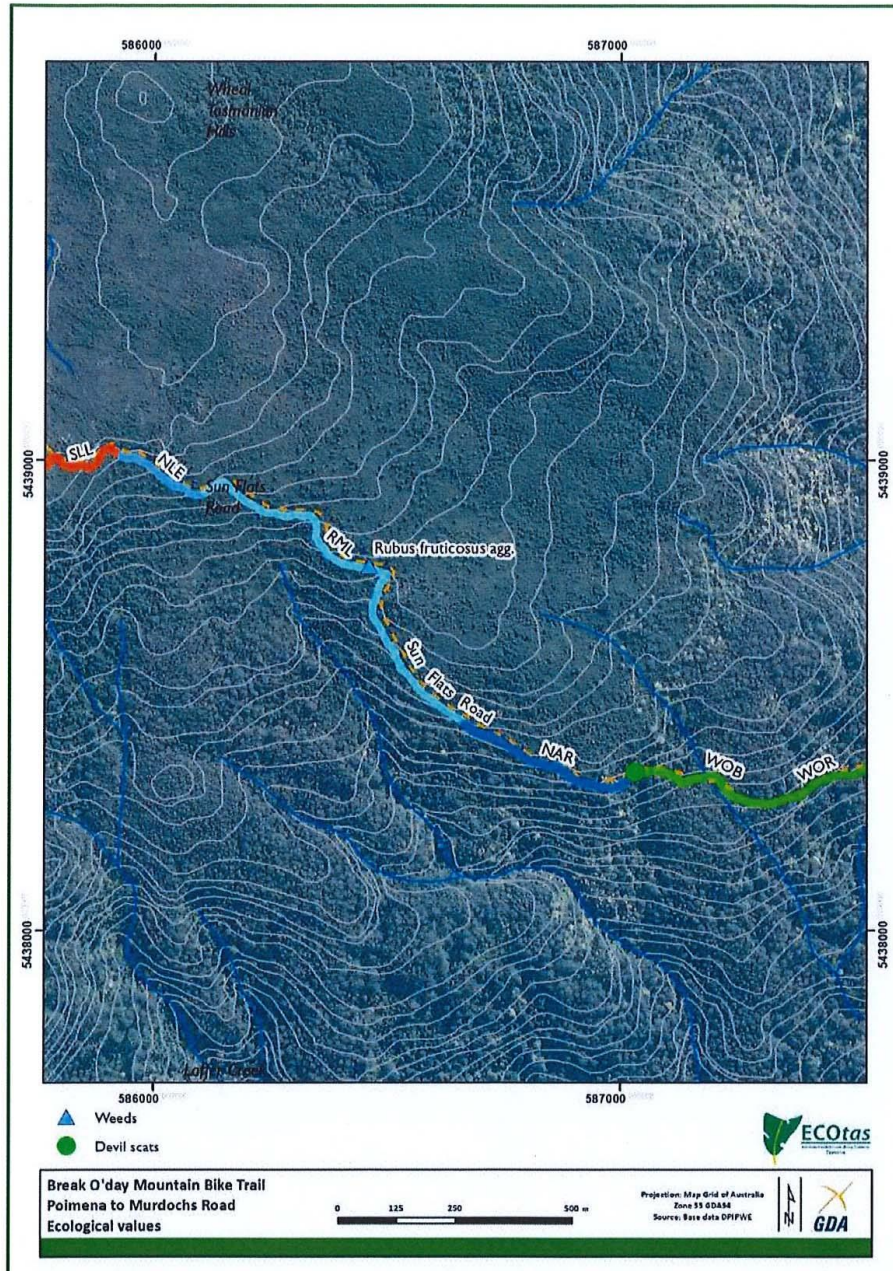 586000
587000
Wheal
Tasmanian
Hills
5439000
5439000
SLL
NLE
Sun Flats
Road
RML
Rubus fruticosus agg.
Sun Flats Road
NAR
WOB
WOR
5438000
5438000
586000
587000
Weeds
Devil scats
ECOtas
Break O'day Mountain Bike Trail
Poimena to Murdochs Road
Ecological values
0 125 250 500 m
Projection: Map Grid of Australia
Zone 55 GDA94
Source: Base data DPIPWE
N
GDA